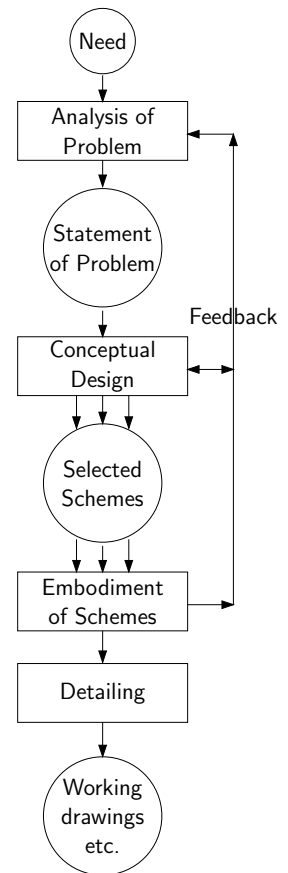 Need
Analysis of
Problem
Statement
of Problem
Feedback
Conceptual
Design
Selected
Schemes
Embodiment
of Schemes
Detailing
Working
drawings
etc.